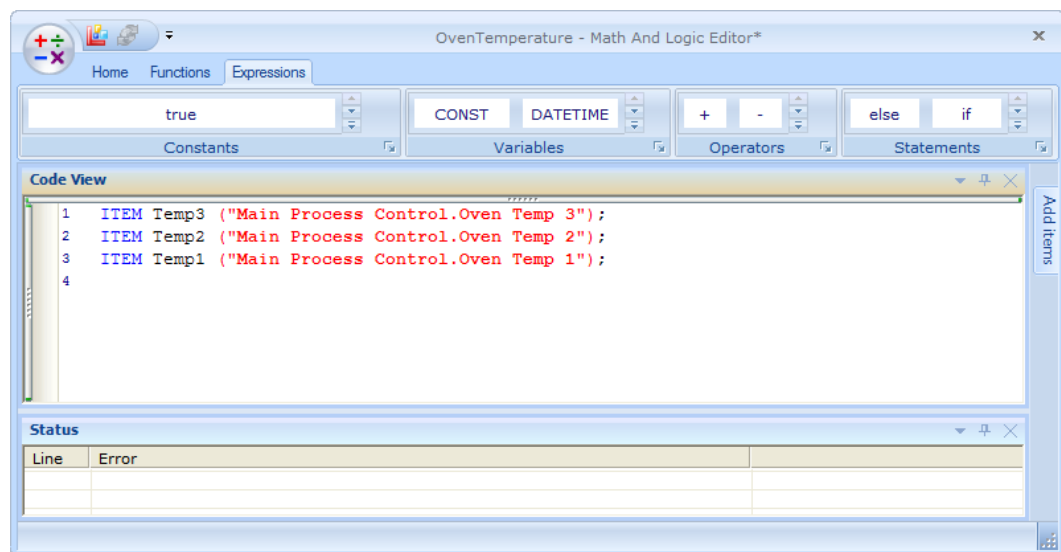 OvenTemperature - Math And Logic Editor*
Home Functions Expressions
true CONST DATETIME + - else if
Constants Variables Operators Statements
Code View
Add items
1 ITEM Temp3 ("Main Process Control.Oven Temp 3");
2 ITEM Temp2 ("Main Process Control.Oven Temp 2");
3 ITEM Temp1 ("Main Process Control.Oven Temp 1");
4
Status
Line Error